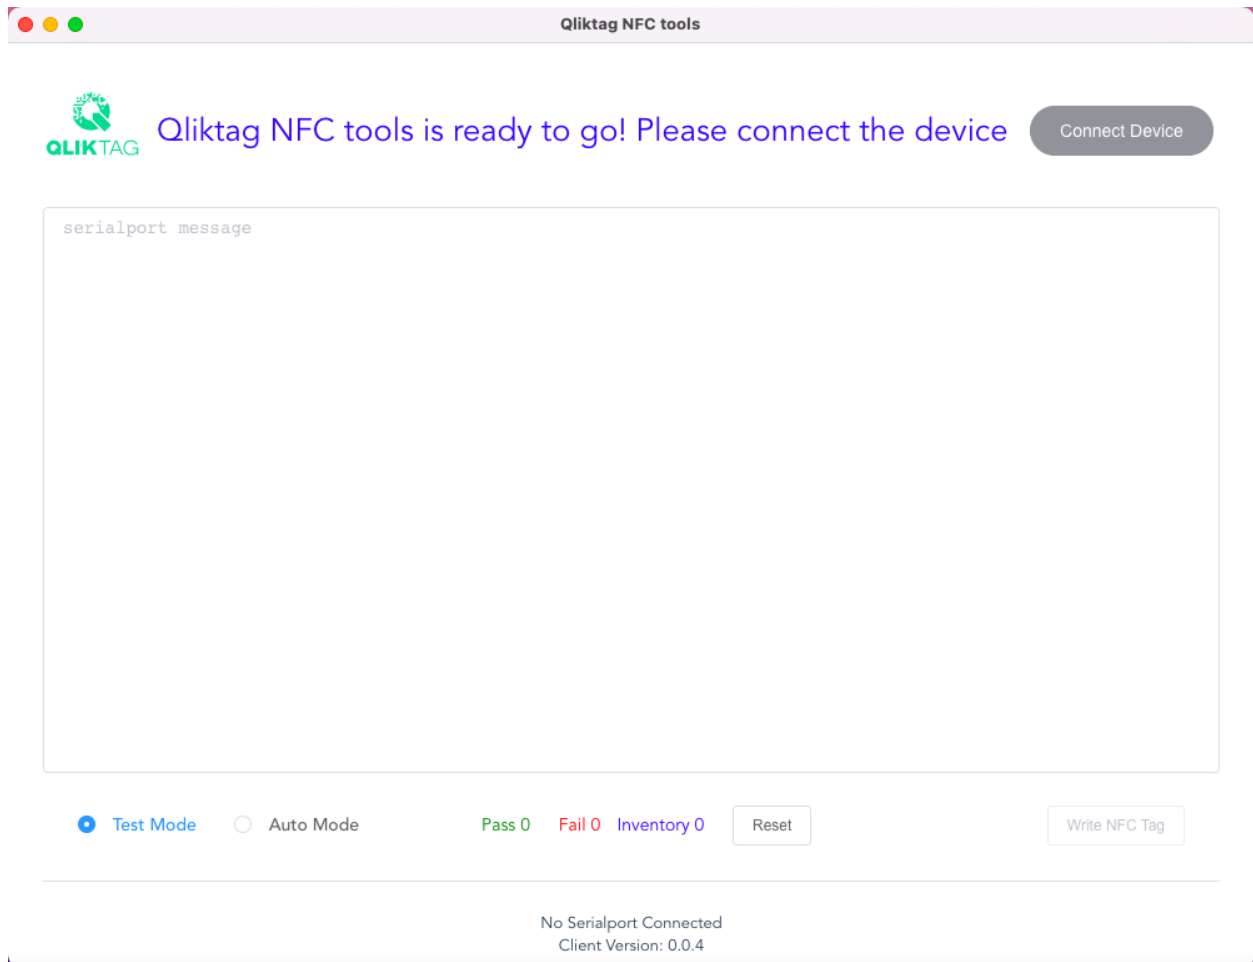 Qliktag NFC tools
QLIKTAG
Qliktag NFC tools is ready to go! Please connect the device
Connect Device
serialport message
Test Mode
Auto Mode
Pass 0
Fail 0
Inventory 0
Reset
Write NFC Tag
No Serialport Connected
Client Version: 0.0.4